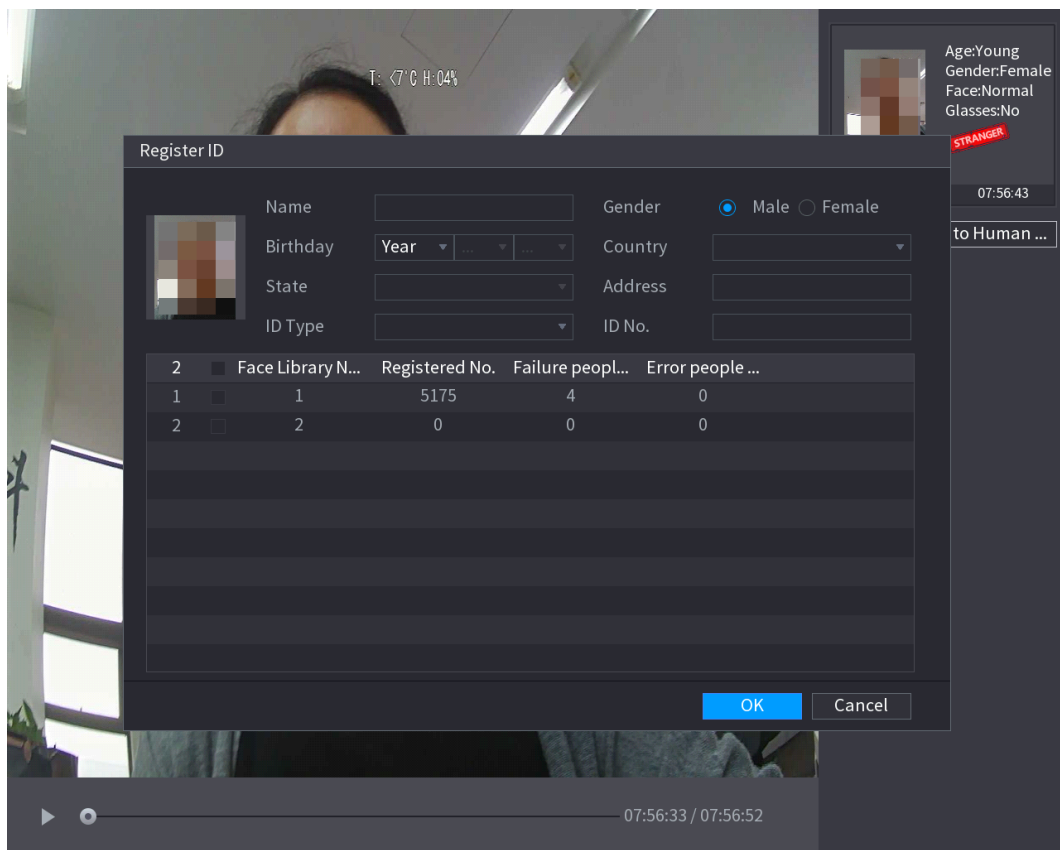 T: <7°C H:04%
Age:Young
Gender:Female
Face:Normal
Glasses:No
STRANGER
07:56:43
to Human ...
Register ID
Name
Gender Male Female
Birthday Year ... ...
Country
State
Address
ID Type
ID No.
2 Face Library N... Registered No. Failure peopl... Error people ...
1 1 5175 4 0
2 2 0 0 0
OK Cancel
07:56:33 / 07:56:52